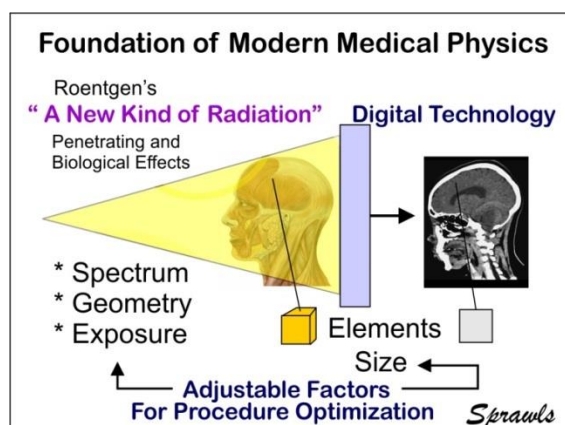 Foundation of Modern Medical Physics
Roentgen's
“ A New Kind of Radiation”
Digital Technology
Penetrating and
Biological Effects
* Spectrum
* Geometry
* Exposure
Elements
Size
Adjustable Factors
For Procedure Optimization
Sprawls